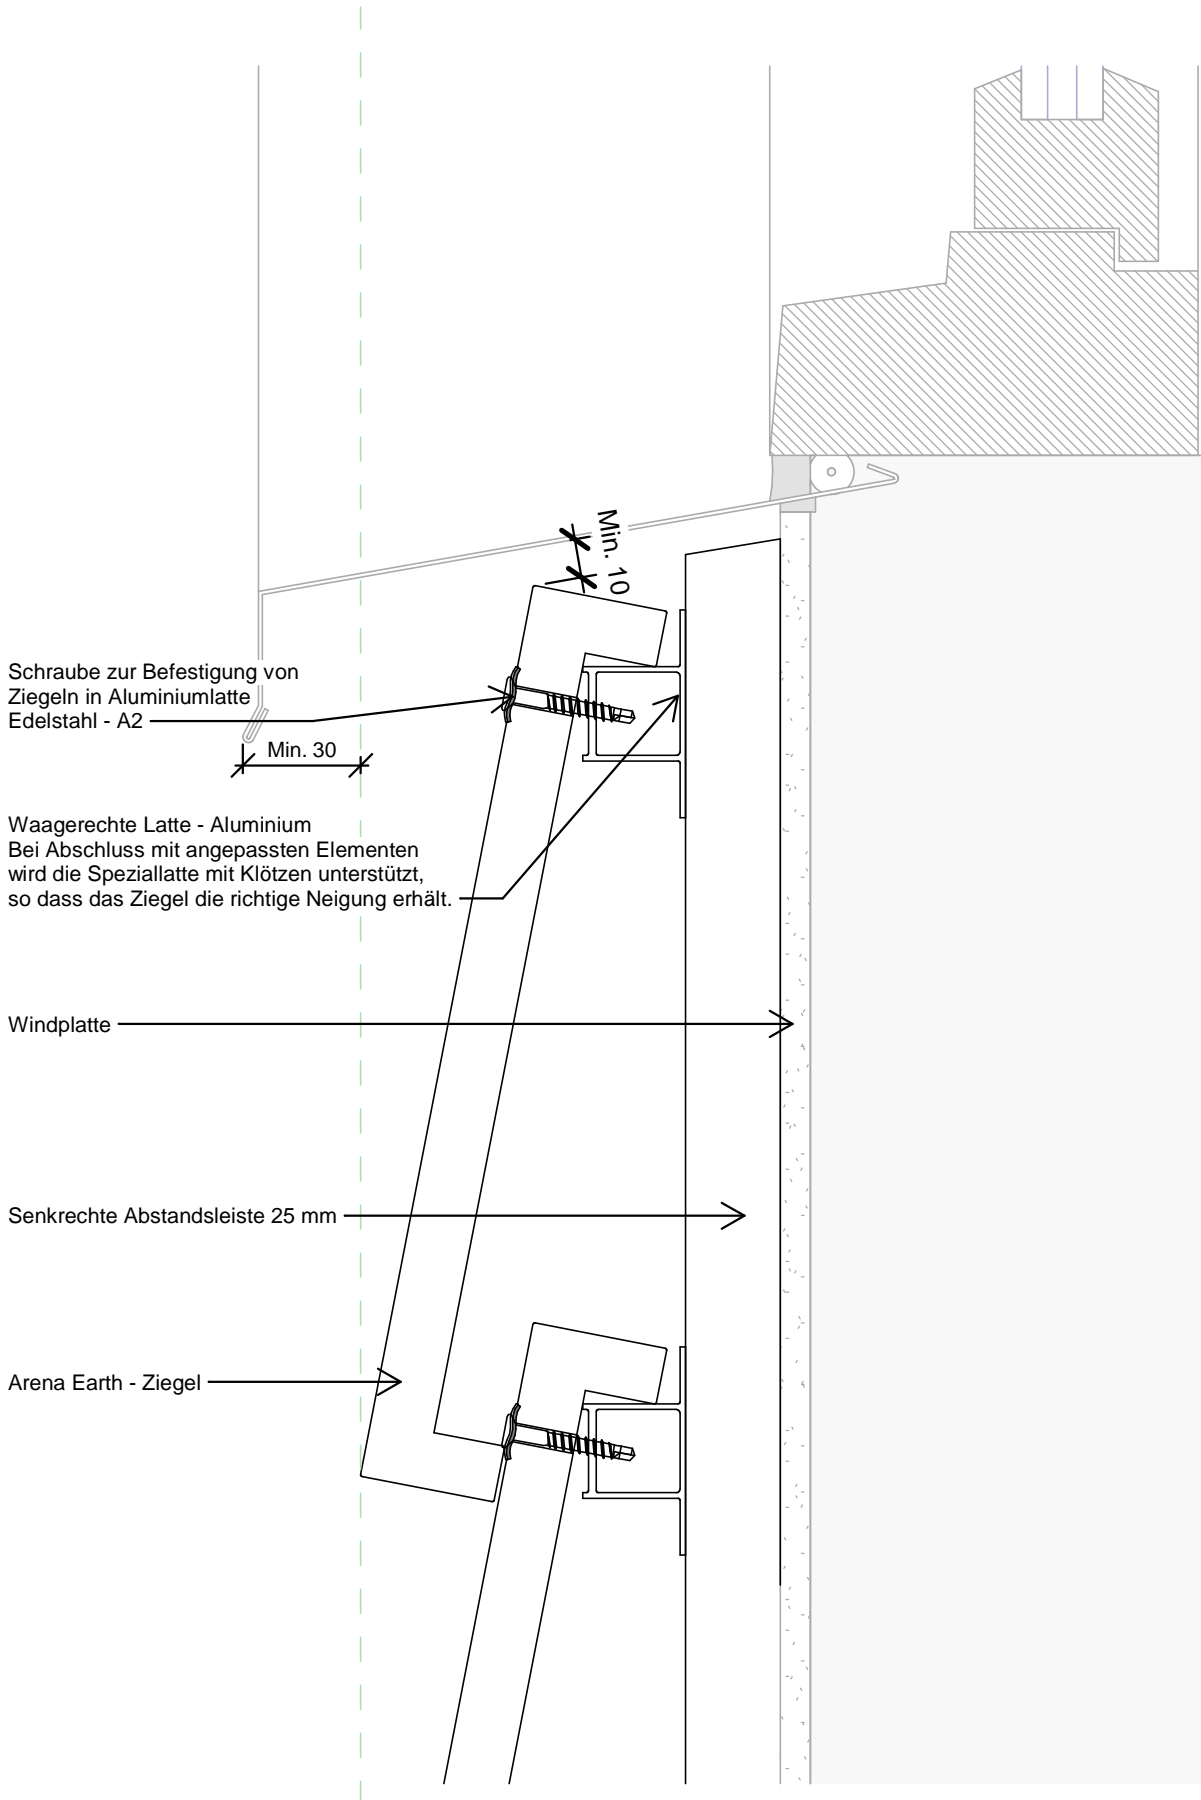 Min. 10
Schraube zur Befestigung von
Ziegeln in Aluminiumlatte
Edelstahl - A2
Min. 30
Waagerechte Latte - Aluminium
Bei Abschluss mit angepassten Elementen
wird die Speziallatte mit Klötzen unterstützt,
so dass das Ziegel die richtige Neigung erhält.
Windplatte
Senkrechte Abstandsleiste 25 mm
Arena Earth - Ziegel